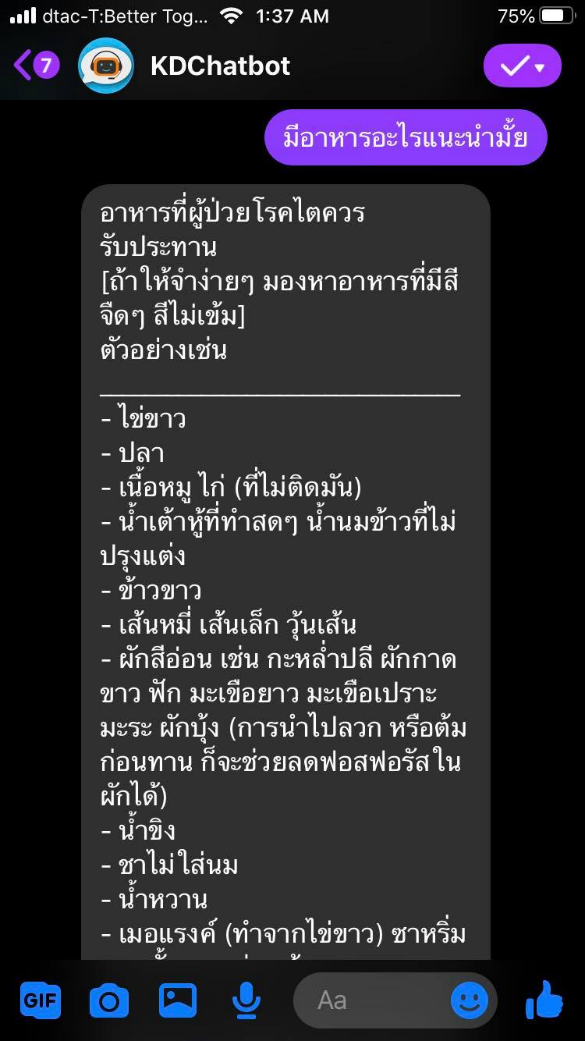 dtac-T:Better Tog... 1:37 AM 75%
7 KDChatbot
มีอาหารอะไรแนะนำมั้ย
อาหารที่ผู้ป่วยโรคไตควร
รับประทาน
[ถ้าให้จำง่ายๆ มองหาอาหารที่มีสี
จืดๆ สีไม่เข้ม]
ตัวอย่างเช่น
___________________________
- ไข่ขาว
- ปลา
- เนื้อหมู ไก่ (ที่ไม่ติดมัน)
- น้ำเต้าหู้ที่ทำสดๆ น้ำนมข้าวที่ไม่
ปรุงแต่ง
- ข้าวขาว
- เส้นหมี่ เส้นเล็ก วุ้นเส้น
- ผักสีอ่อน เช่น กะหล่ำปลี ผักกาด
ขาว ฟัก มะเขือยาว มะเขือเปราะ
มะระ ผักบุ้ง (การนำไปลวก หรือต้ม
ก่อนทาน ก็จะช่วยลดฟอสฟอรัสใน
ผักได้)
- น้ำขิง
- ชาไม่ใส่นม
- น้ำหวาน
- เมอแรงค์ (ทำจากไข่ขาว) ซาหริ่ม
GIF Aa